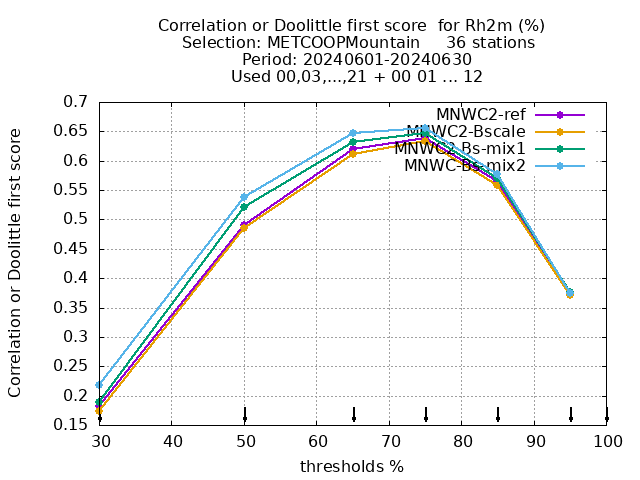 Correlation or Doolittle first score  for Rh2m (%)
Selection: METCOOPMountain     36 stations
Period: 20240601-20240630
Used 00,03,...,21 + 00 01 ... 12
Correlation or Doolittle first score
0.7
0.65
0.6
0.55
0.5
0.45
0.4
0.35
0.3
0.25
0.2
0.15
MNWC2-ref
MNWC2-Bscale
MNWC2-Bs-mix1
MNWC-Bs-mix2
30 40 50 60 70 80 90 100
thresholds %